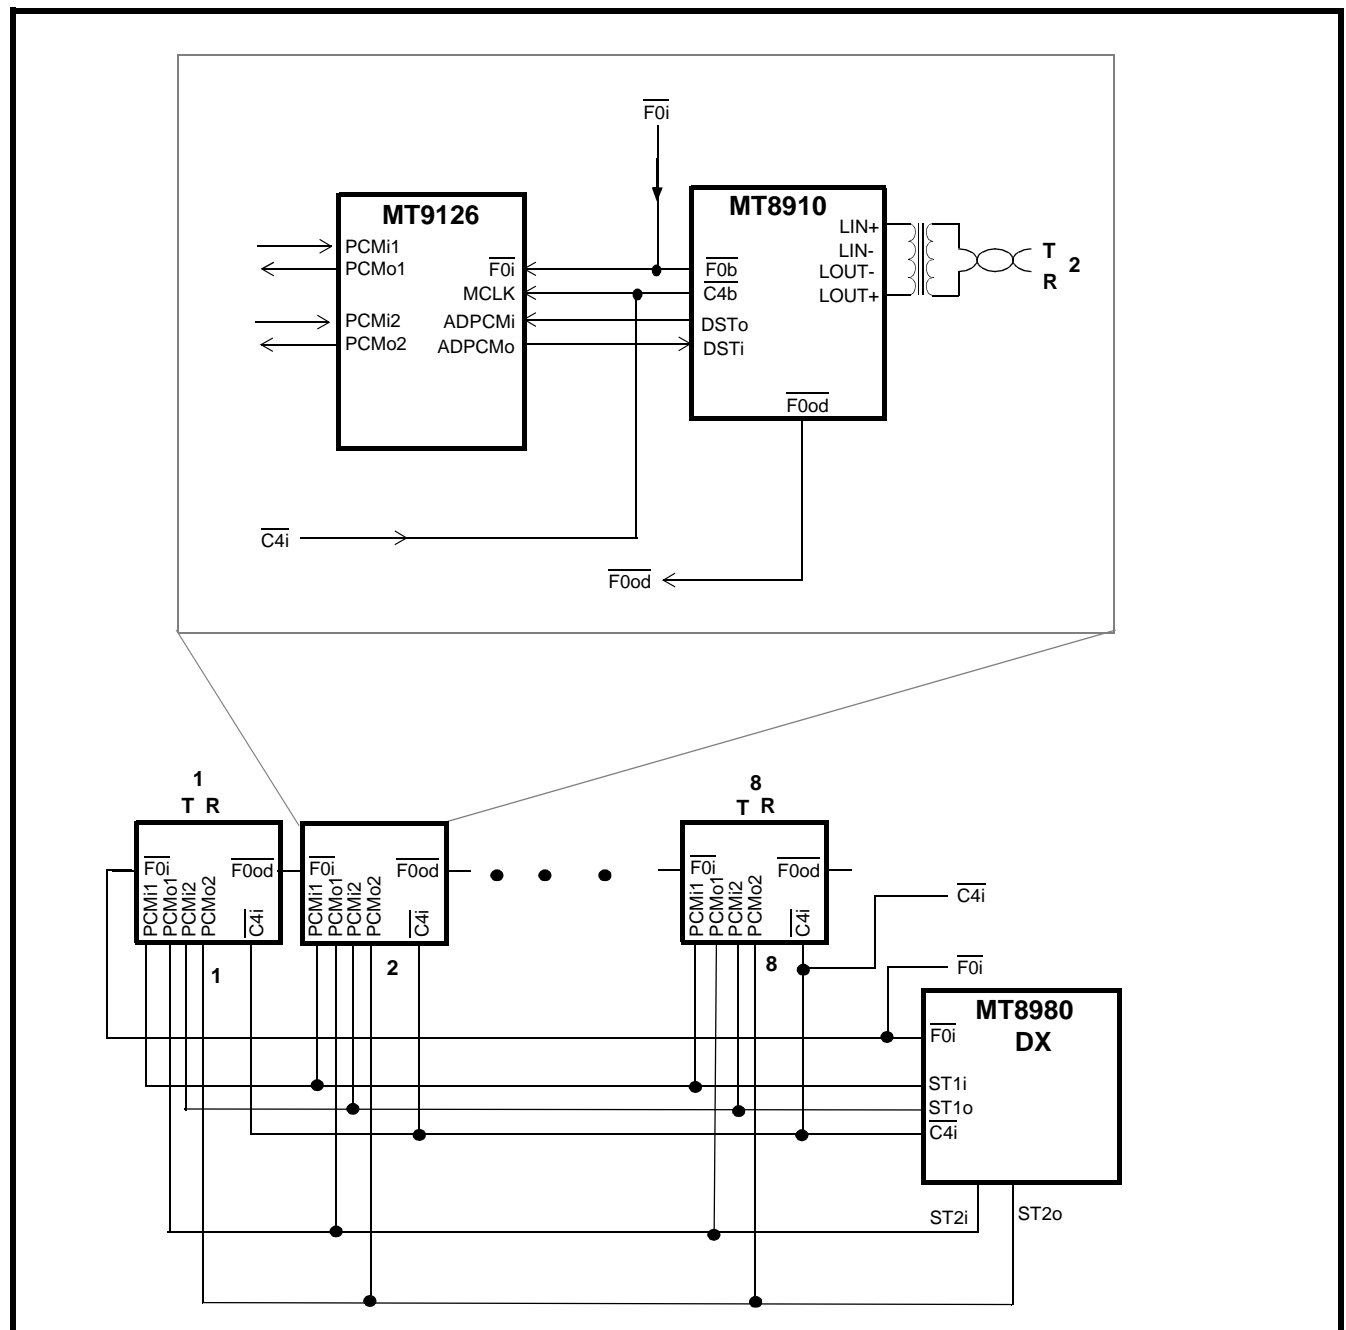 F0i
MT9126
MT8910
PCMi1
PCMo1
PCMi2
PCMo2
F0i
MCLK
ADPCMi
ADPCMo
F0b
C4b
DSTo
DSTi
LIN+
LIN-
LOUT-
LOUT+
F0od
T
R
2
C4i
F0od
1
T R
F0i
F0od
PCMi1
PCMo1
PCMi2
PCMo2
C4i
1
F0i
F0od
PCMi1
PCMo1
PCMi2
PCMo2
C4i
2
8
T R
F0i
F0od
PCMi1
PCMo1
PCMi2
PCMo2
C4i
8
C4i
F0i
MT8980
DX
F0i
ST1i
ST1o
C4i
ST2i
ST2o